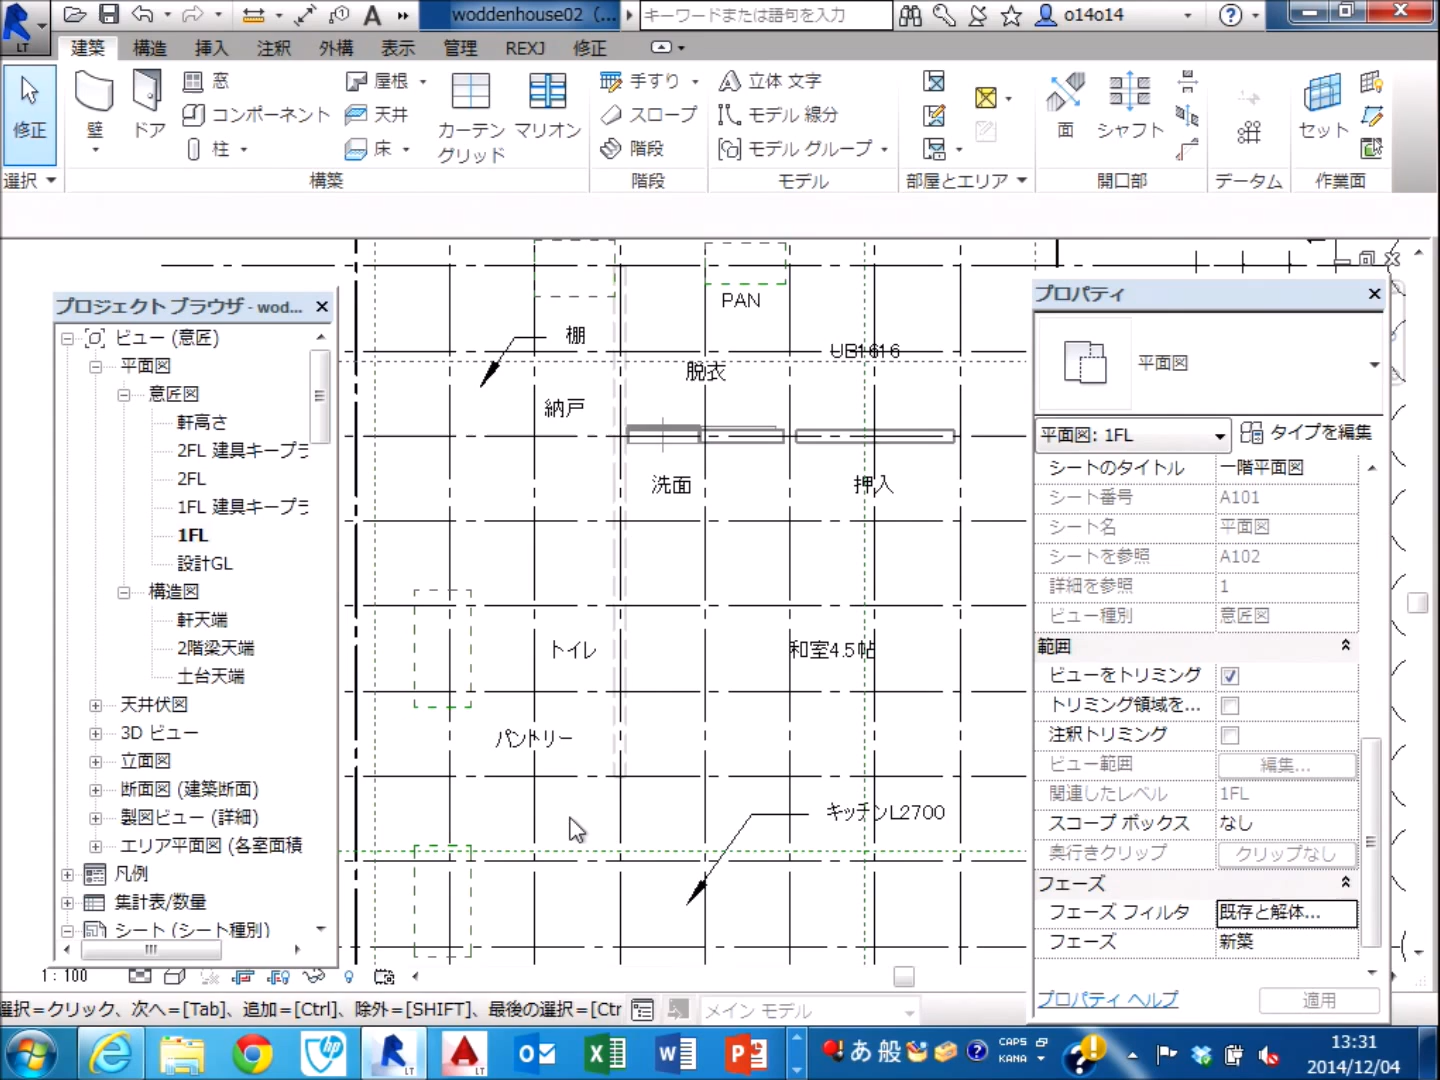 LT
woddenhouse02 (...
キーワードまたは語句を入力
o14o14
建築 構造 挿入 注釈 外構 表示 管理 REXJ 修正
修正
壁
ドア
窓
コンポーネント
柱
屋根
天井
床
カーテン グリッド
マリオン
手すり
スロープ
階段
立体 文字
モデル 線分
モデル グループ
面
シャフト
セット
選択
構築
階段
モデル
部屋とエリア
開口部
データム
作業面
プロジェクト ブラウザ - wod...
ビュー (意匠)
平面図
意匠図
軒高さ
2FL 建具キープラ
2FL
1FL 建具キープラ
1FL
設計GL
構造図
軒天端
2階梁天端
土台天端
天井伏図
3D ビュー
立面図
断面図 (建築断面)
製図ビュー (詳細)
エリア平面図 (各室面積
凡例
集計表/数量
シート (シート種別)
PAN
棚
UB1616
脱衣
納戸
洗面
押入
トイレ
和室4.5帖
パントリー
キッチンL2700
プロパティ
平面図
平面図: 1FL
タイプを編集
シートのタイトル 一階平面図
シート番号 A101
シート名 平面図
シートを参照 A102
詳細を参照 1
ビュー種別 意匠図
範囲
ビューをトリミング
トリミング領域を...
注釈トリミング
ビュー範囲 編集...
関連したレベル 1FL
スコープ ボックス なし
奥行きクリップ クリップなし
フェーズ
フェーズ フィルタ 既存と解体...
フェーズ 新築
プロパティ ヘルプ
適用
1 : 100
選択＝クリック、次へ＝[Tab]、追加＝[Ctrl]、除外＝[SHIFT]、最後の選択＝[Ctr
メイン モデル
hp
LT
LT
あ 般
CAPS
KANA
13:31
2014/12/04